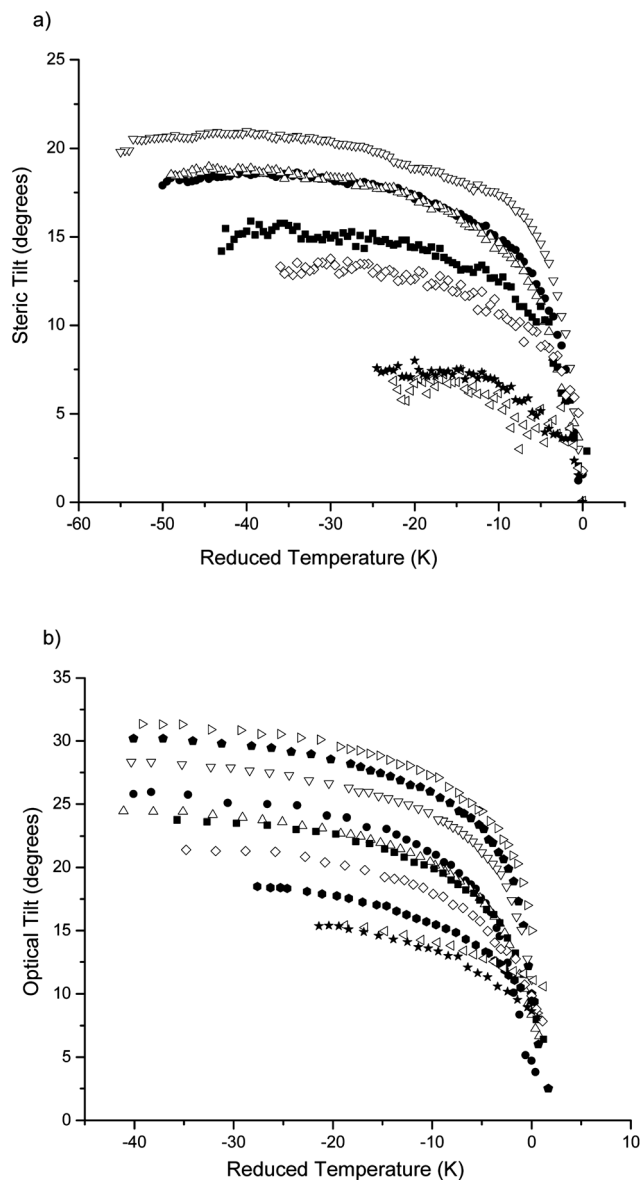 a)
25
20
15
10
5
0
Steric Tilt (degrees)
-60 -50 -40 -30 -20 -10 0
Reduced Temperature (K)
b)
35
30
25
20
15
10
5
0
Optical Tilt (degrees)
-40 -30 -20 -10 0 10
Reduced Temperature (K)